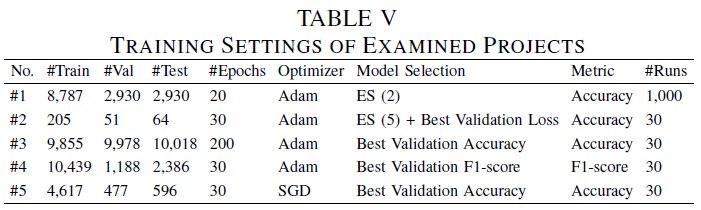 TABLE V
TRAINING SETTINGS OF EXAMINED PROJECTS
No. #Train #Val #Test #Epochs Optimizer Model Selection Metric #Runs
#1 8,787 2,930 2,930 20 Adam ES (2) Accuracy 1,000
#2 205 51 64 30 Adam ES (5) + Best Validation Loss Accuracy 30
#3 9,855 9,978 10,018 200 Adam Best Validation Accuracy Accuracy 30
#4 10,439 1,188 2,386 30 Adam Best Validation F1-score F1-score 30
#5 4,617 477 596 30 SGD Best Validation Accuracy Accuracy 30